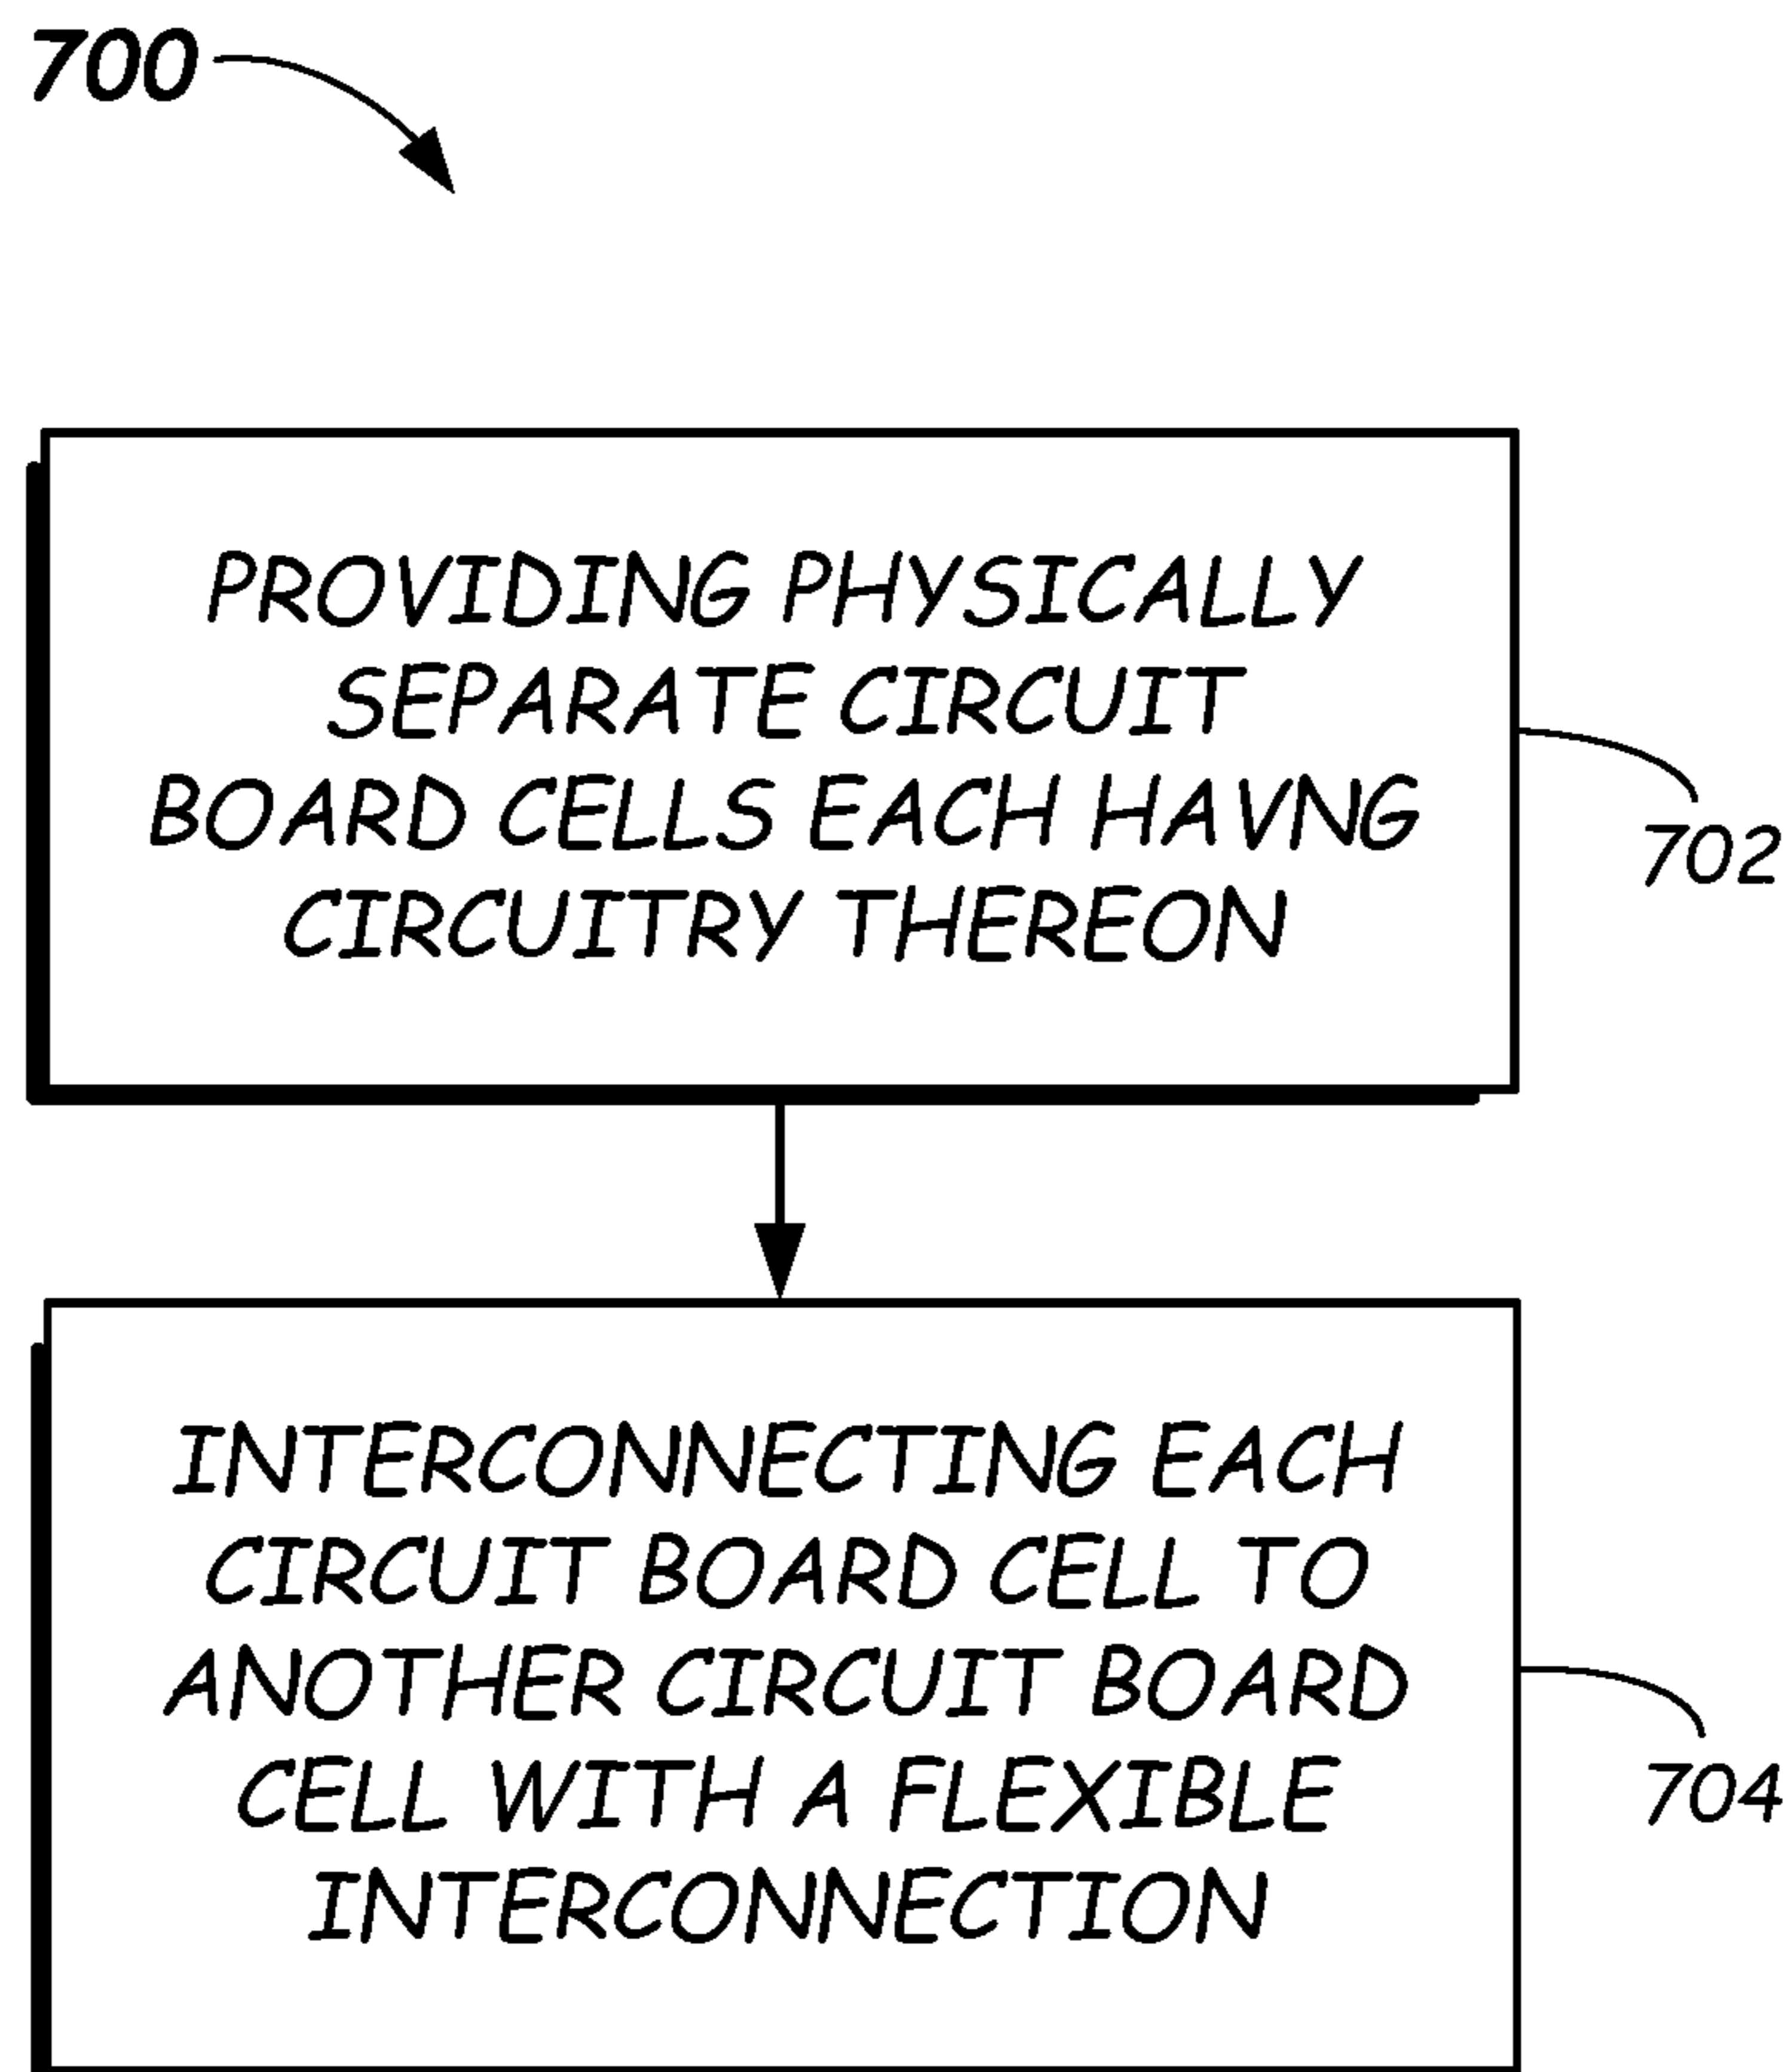 700
PROVIDING PHYSICALLY
SEPARATE CIRCUIT
BOARD CELLS EACH HAVNG
CIRCUITRY THEREON
702
INTERCONNECTING EACH
CIRCUIT BOARD CELL TO
ANOTHER CIRCUIT BOARD
CELL WITH A FLEXIBLE
INTERCONNECTION
704